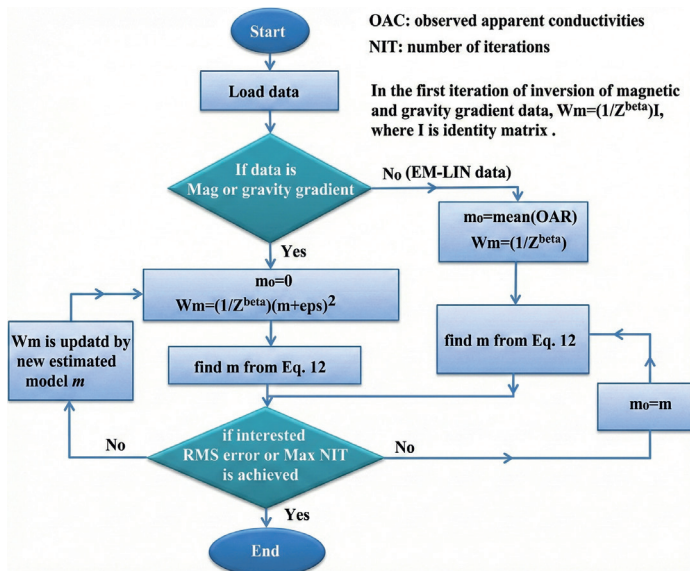 Start
OAC: observed apparent conductivities
NIT: number of iterations
Load data
In the first iteration of inversion of magnetic
and gravity gradient data, Wm=(1/Z^beta)I,
where I is identity matrix .
If data is
Mag or gravity gradient
No (EM-LIN data)
mo=mean(OAR)
Wm=(1/Z^beta)
Yes
mo=0
Wm=(1/Z^beta)(m+eps)^2
Wm is updatd by
new estimated
model m
find m from Eq. 12
find m from Eq. 12
mo=m
if interested
RMS error or Max NIT
is achieved
No
No
Yes
End